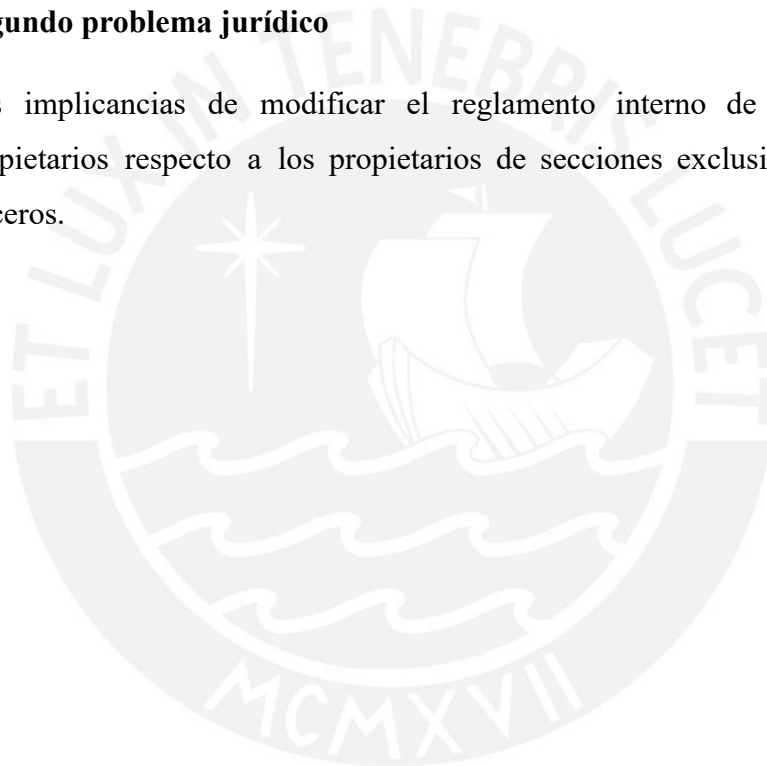 gundo problema jurídico
s implicancias de modificar el reglamento interno de
pietarios respecto a los propietarios de secciones exclusi
ceros.
ET LUX IN TENEBRIS LUCET
MCMXVII